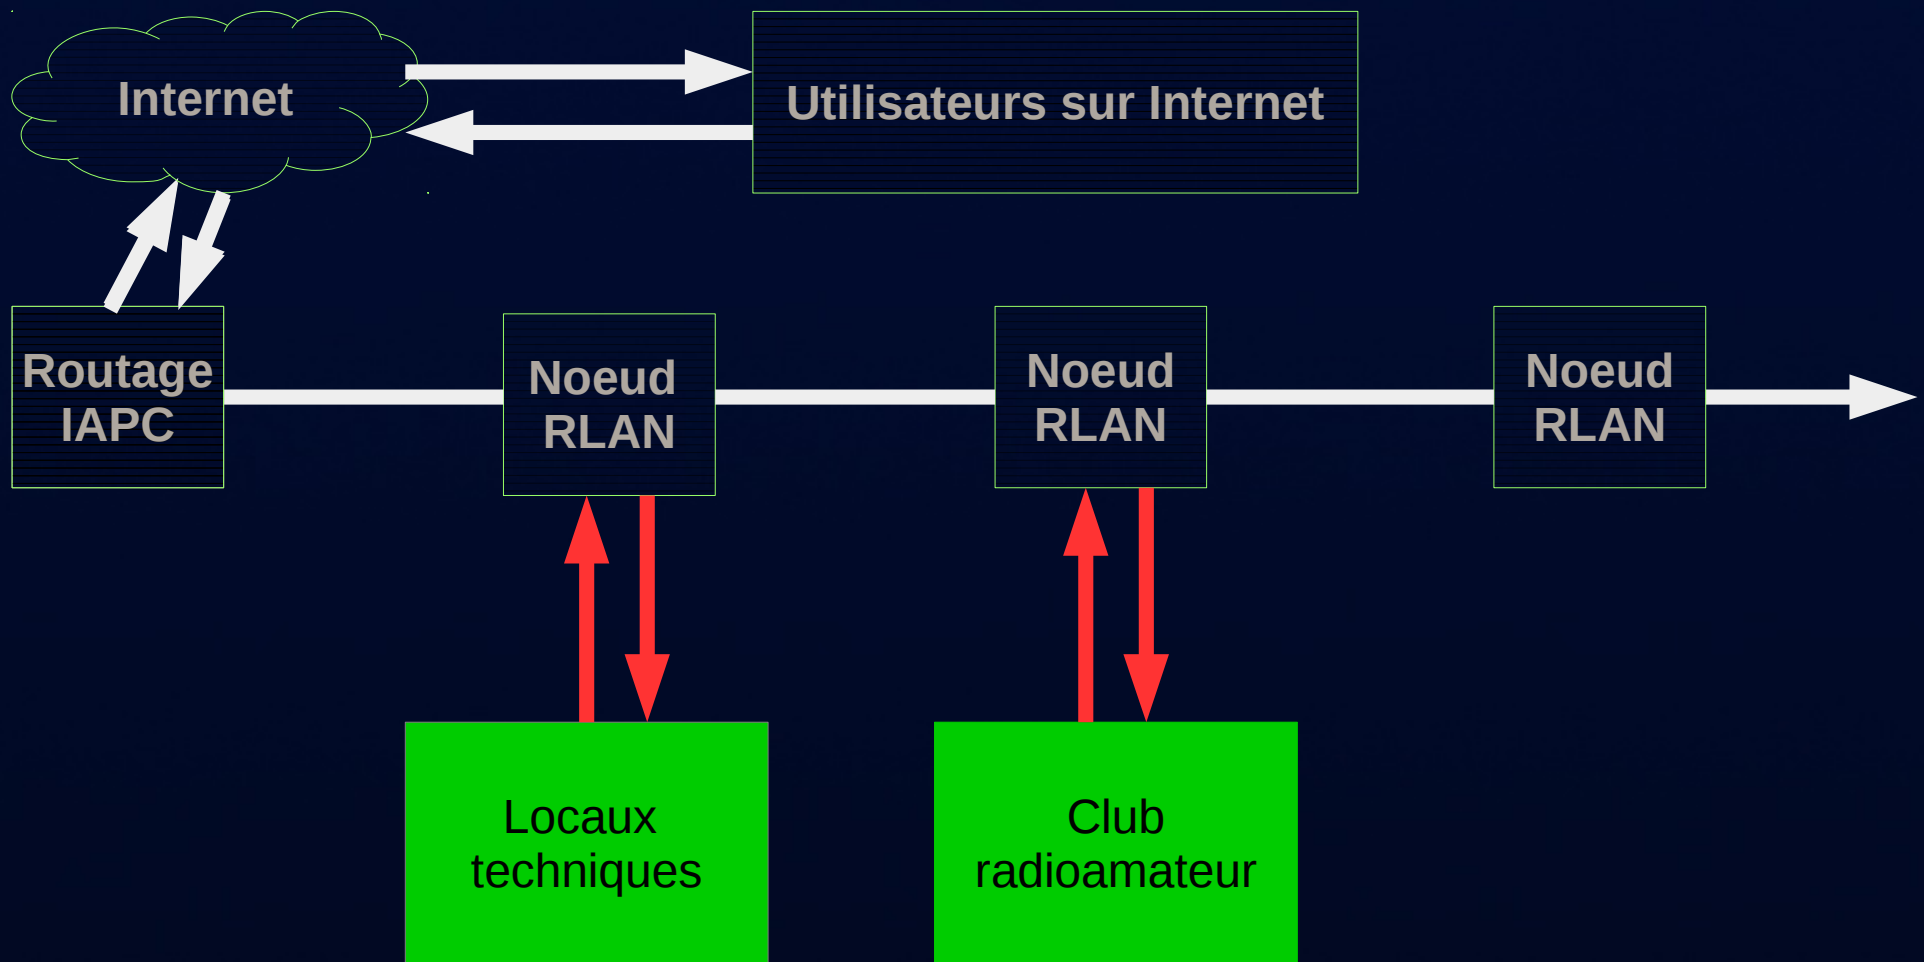 Internet
Utilisateurs sur Internet
Routage
IAPC
Noeud
RLAN
Noeud
RLAN
Noeud
RLAN
Locaux
techniques
Club
radioamateur